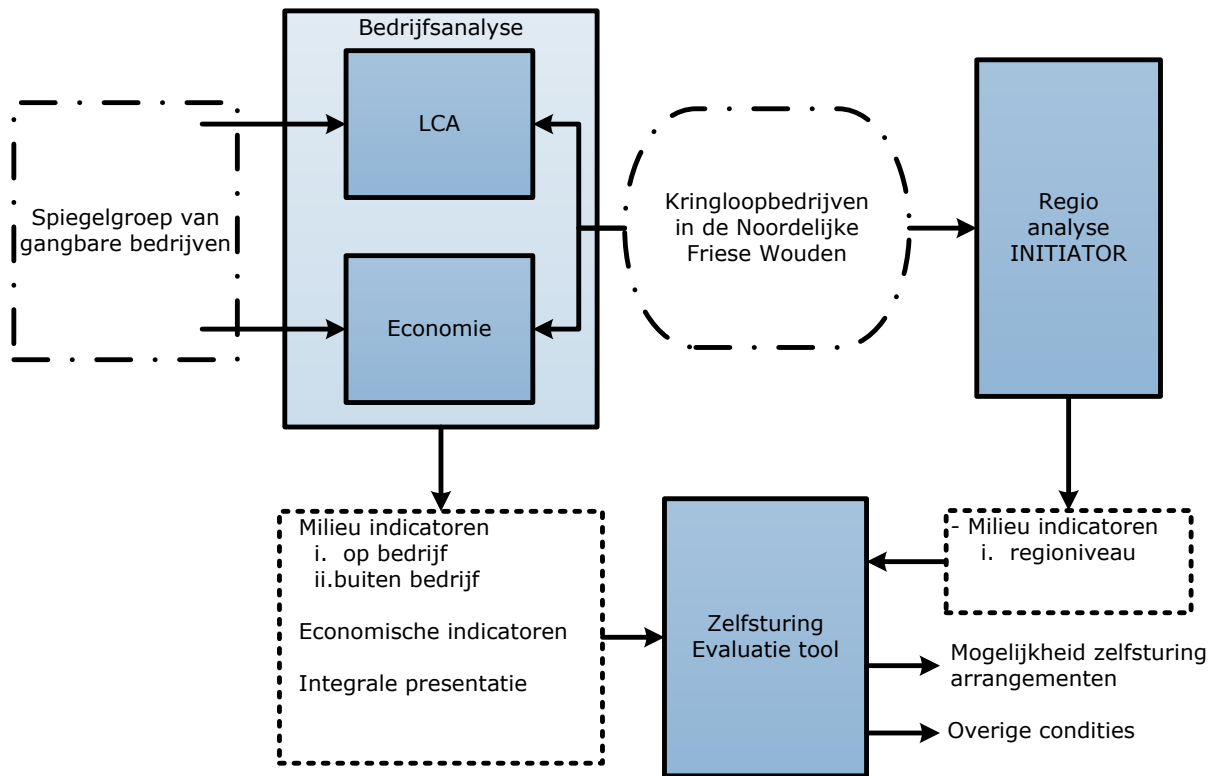 Bedrijfsanalyse
LCA
Spiegelgroep van
gangbare bedrijven
Economie
Kringloopbedrijven
in de Noordelijke
Friese Wouden
Regio
analyse
INITIATOR
Milieu indicatoren
i. op bedrijf
ii.buiten bedrijf
Economische indicatoren
Integrale presentatie
Zelfsturing
Evaluatie tool
- Milieu indicatoren
i. regioniveau
Mogelijkheid zelfsturing
arrangementen
Overige condities